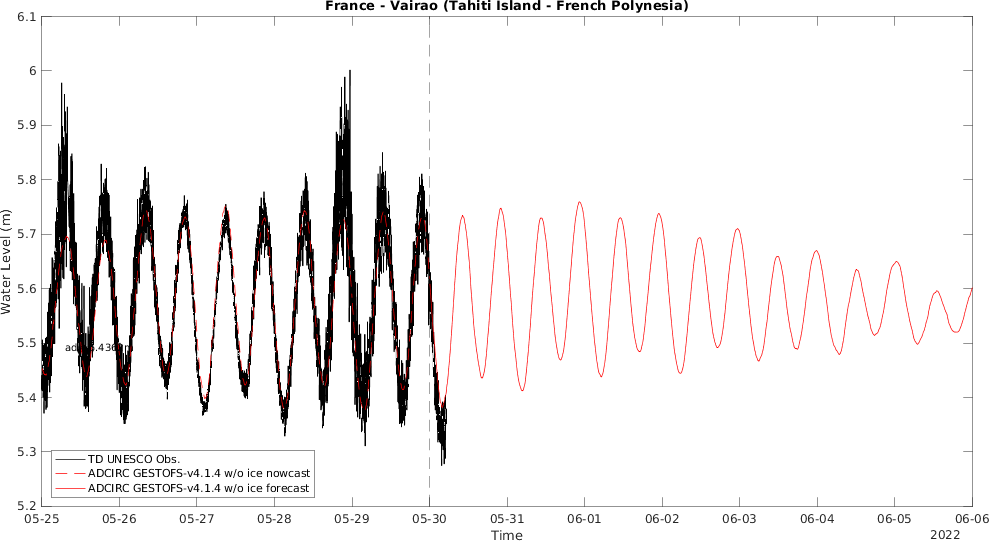 France - Vairao (Tahiti Island - French Polynesia)
6.1
6
5.9
5.8
5.7
5.6
5.5
5.4
5.3
5.2
Water Level (m)
TD UNESCO Obs.
ADCIRC GESTOFS-v4.1.4 w/o ice nowcast
ADCIRC GESTOFS-v4.1.4 w/o ice forecast
05-25 05-26 05-27 05-28 05-29 05-30 05-31 06-01 06-02 06-03 06-04 06-05 06-06
Time
2022